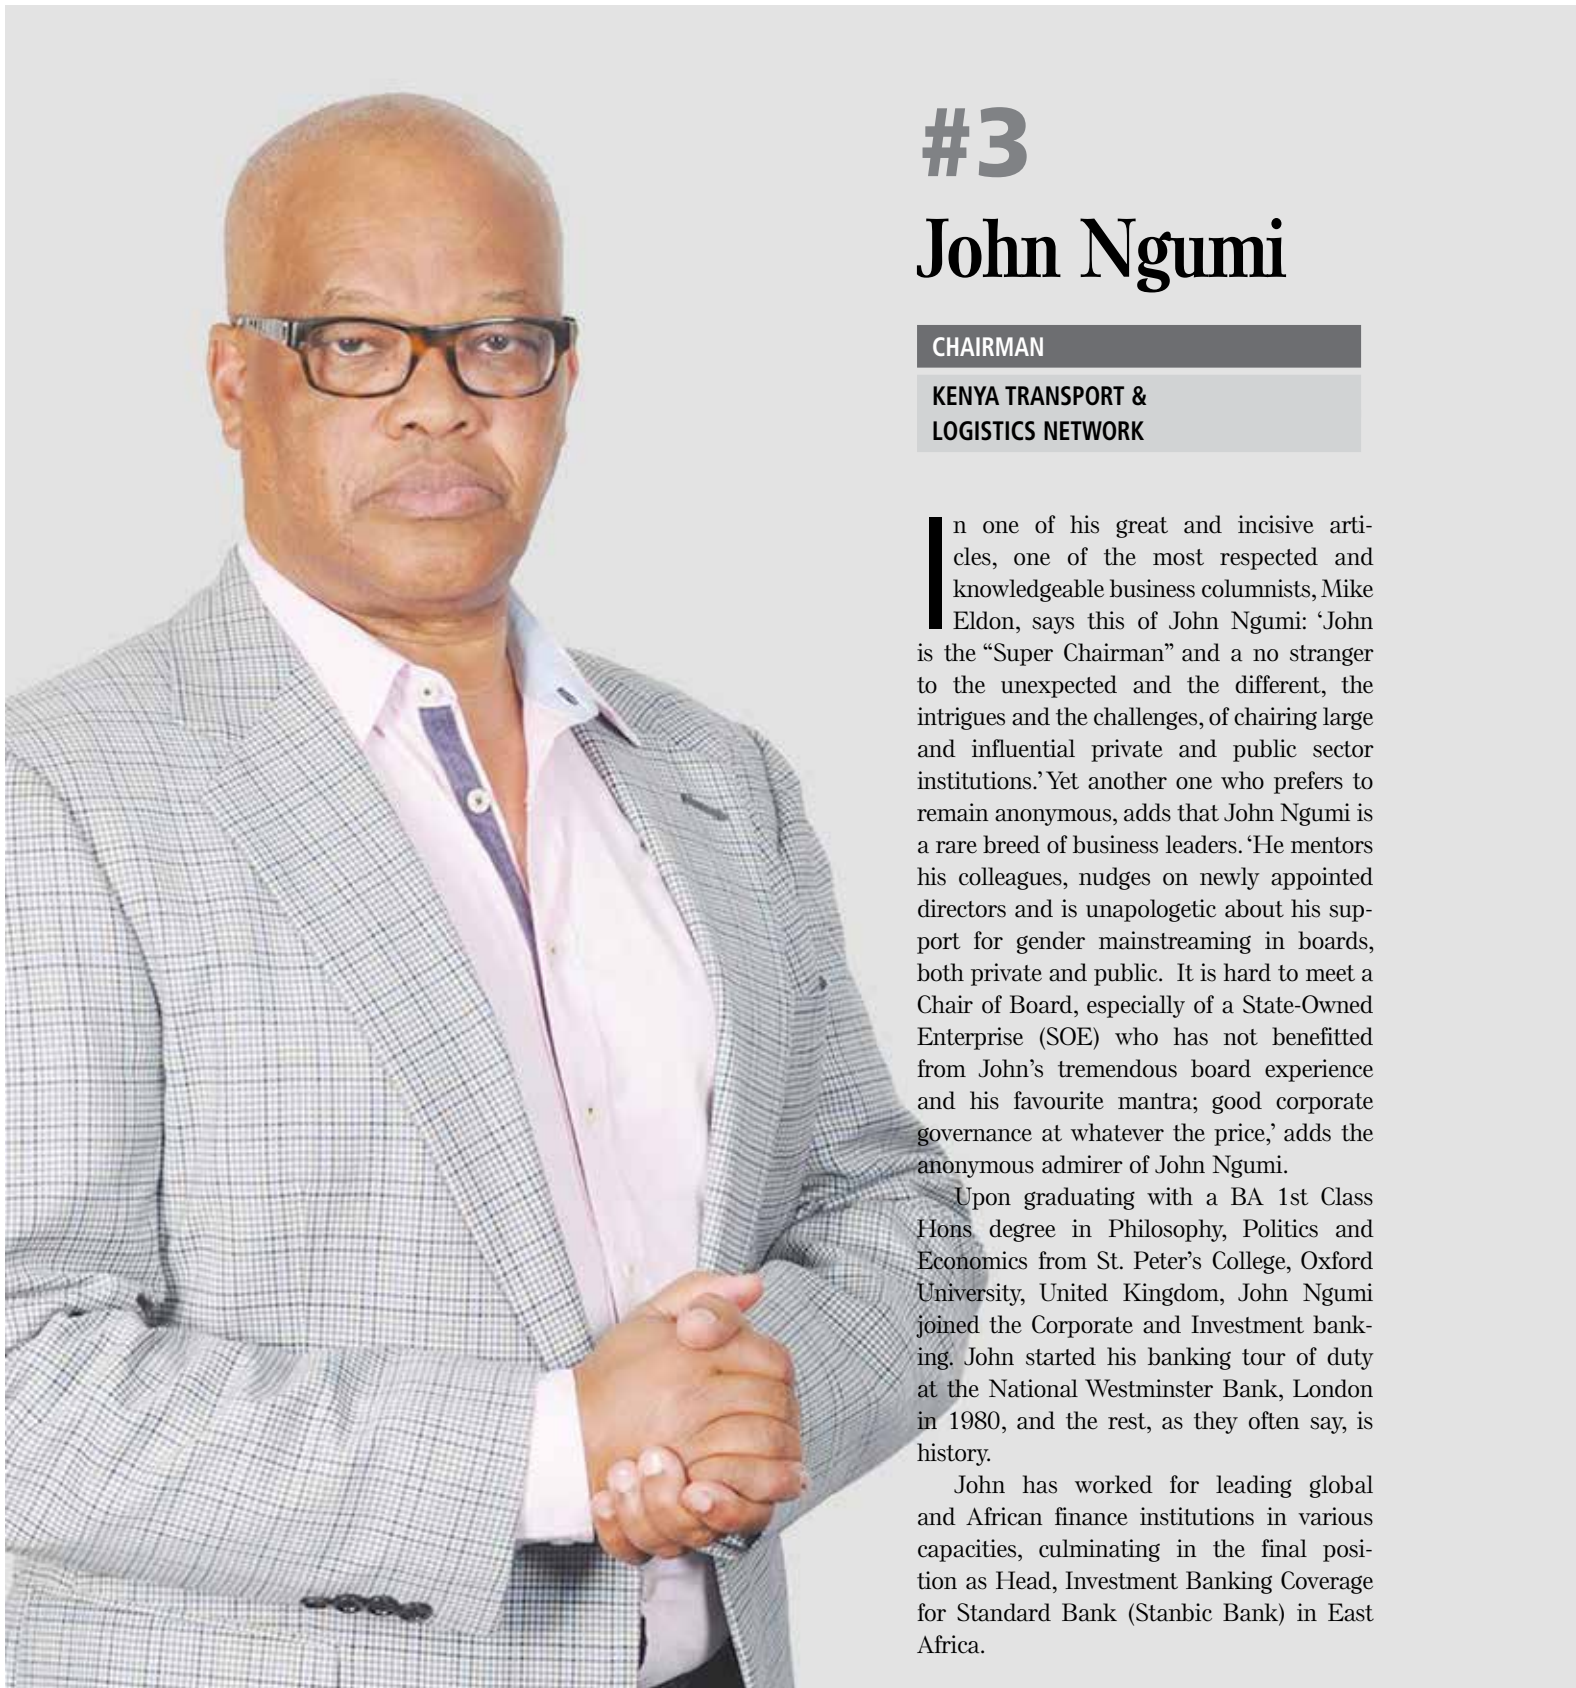 #3
John Ngumi
CHAIRMAN
KENYA TRANSPORT &
LOGISTICS NETWORK
In one of his great and incisive arti-
cles, one of the most respected and
knowledgeable business columnists, Mike
Eldon, says this of John Ngumi: ‘John
is the “Super Chairman” and a no stranger
to the unexpected and the different, the
intrigues and the challenges, of chairing large
and influential private and public sector
institutions.’ Yet another one who prefers to
remain anonymous, adds that John Ngumi is
a rare breed of business leaders. ‘He mentors
his colleagues, nudges on newly appointed
directors and is unapologetic about his sup-
port for gender mainstreaming in boards,
both private and public. It is hard to meet a
Chair of Board, especially of a State-Owned
Enterprise (SOE) who has not benefitted
from John’s tremendous board experience
and his favourite mantra; good corporate
governance at whatever the price,’ adds the
anonymous admirer of John Ngumi.
Upon graduating with a BA 1st Class
Hons degree in Philosophy, Politics and
Economics from St. Peter’s College, Oxford
University, United Kingdom, John Ngumi
joined the Corporate and Investment bank-
ing. John started his banking tour of duty
at the National Westminster Bank, London
in 1980, and the rest, as they often say, is
history.
John has worked for leading global
and African finance institutions in various
capacities, culminating in the final posi-
tion as Head, Investment Banking Coverage
for Standard Bank (Stanbic Bank) in East
Africa.